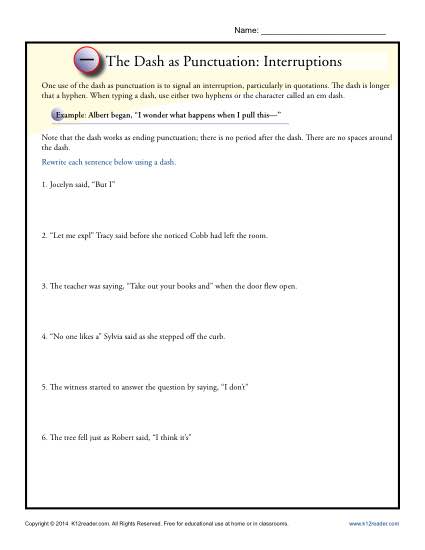 Name: ____________________
The Dash as Punctuation: Interruptions
One use of the dash as punctuation is to signal an interruption, particularly in quotations. The dash is longer
that a hyphen. When typing a dash, use either two hyphens or the character called an em dash.
Example: Albert began, “I wonder what happens when I pull this—”
Note that the dash works as ending punctuation; there is no period after the dash. There are no spaces around
the dash.
Rewrite each sentence below using a dash.
1. Jocelyn said, “But I”
2. “Let me expl” Tracy said before she noticed Cobb had left the room.
3. The teacher was saying, “Take out your books and” when the door flew open.
4. “No one likes a” Sylvia said as she stepped off the curb.
5. The witness started to answer the question by saying, “I don’t”
6. The tree fell just as Robert said, “I think it’s”
Copyright © 2014 K12reader.com. All Rights Reserved. Free for educational use at home or in classrooms.
www.k12reader.com